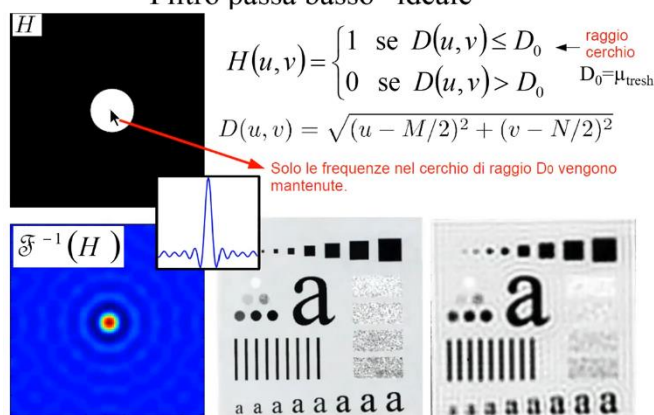 Filtro passa basso "ideale"
H
H(u,v) = {1 se D(u,v) ≤ D₀
0 se D(u,v) > D₀
raggio
cerchio
D₀=μtresh
D(u, v) = √(u − M/2)² + (v − N/2)²
Solo le frequenze nel cerchio di raggio D₀ vengono
mantenute.
𝔉⁻¹(H)
a
a a a a a a a a
a
a a a a a a a a